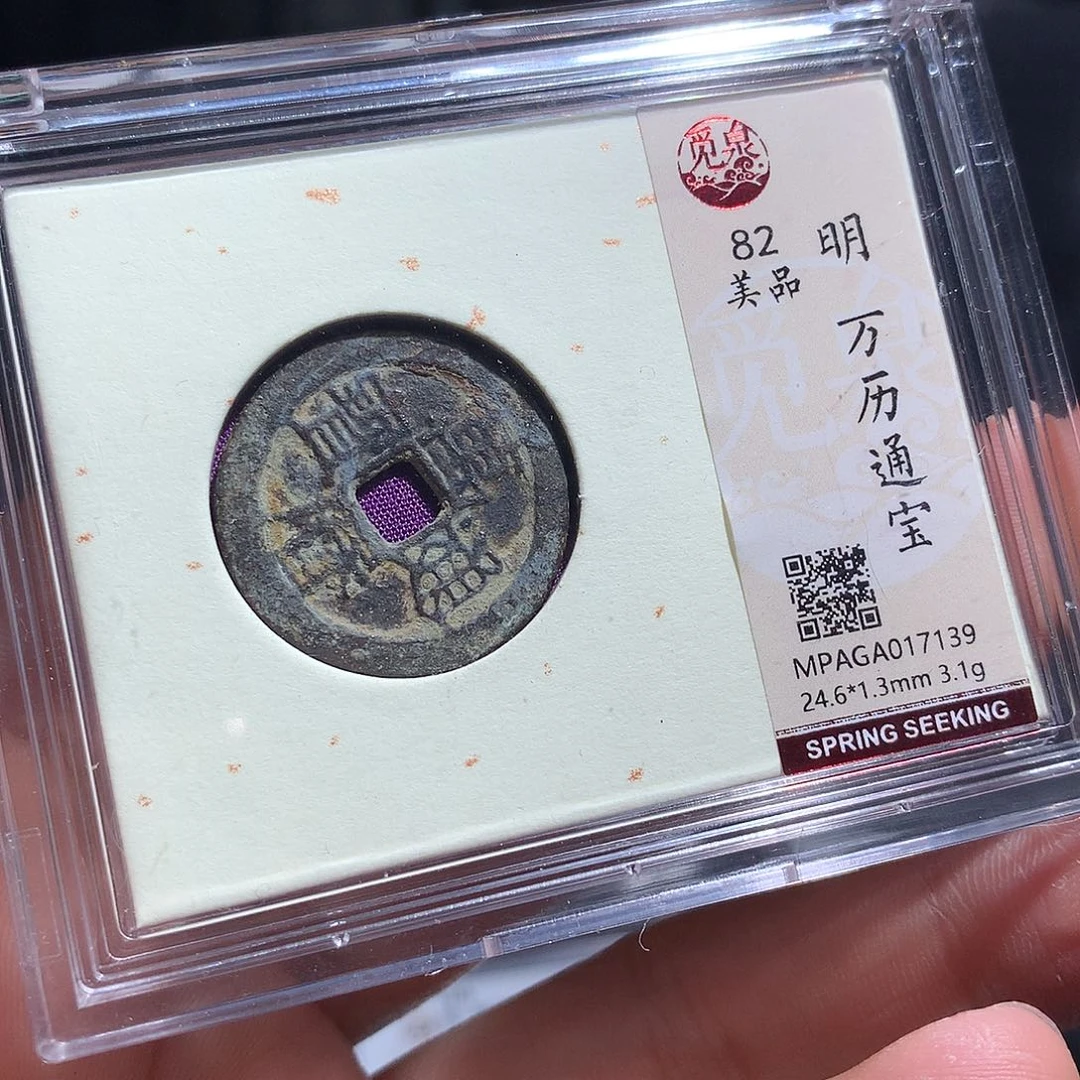 觅泉
明 万历通宝
82
美品
MPAGA017139
24.6*1.3mm 3.1g
SPRING SEEKING